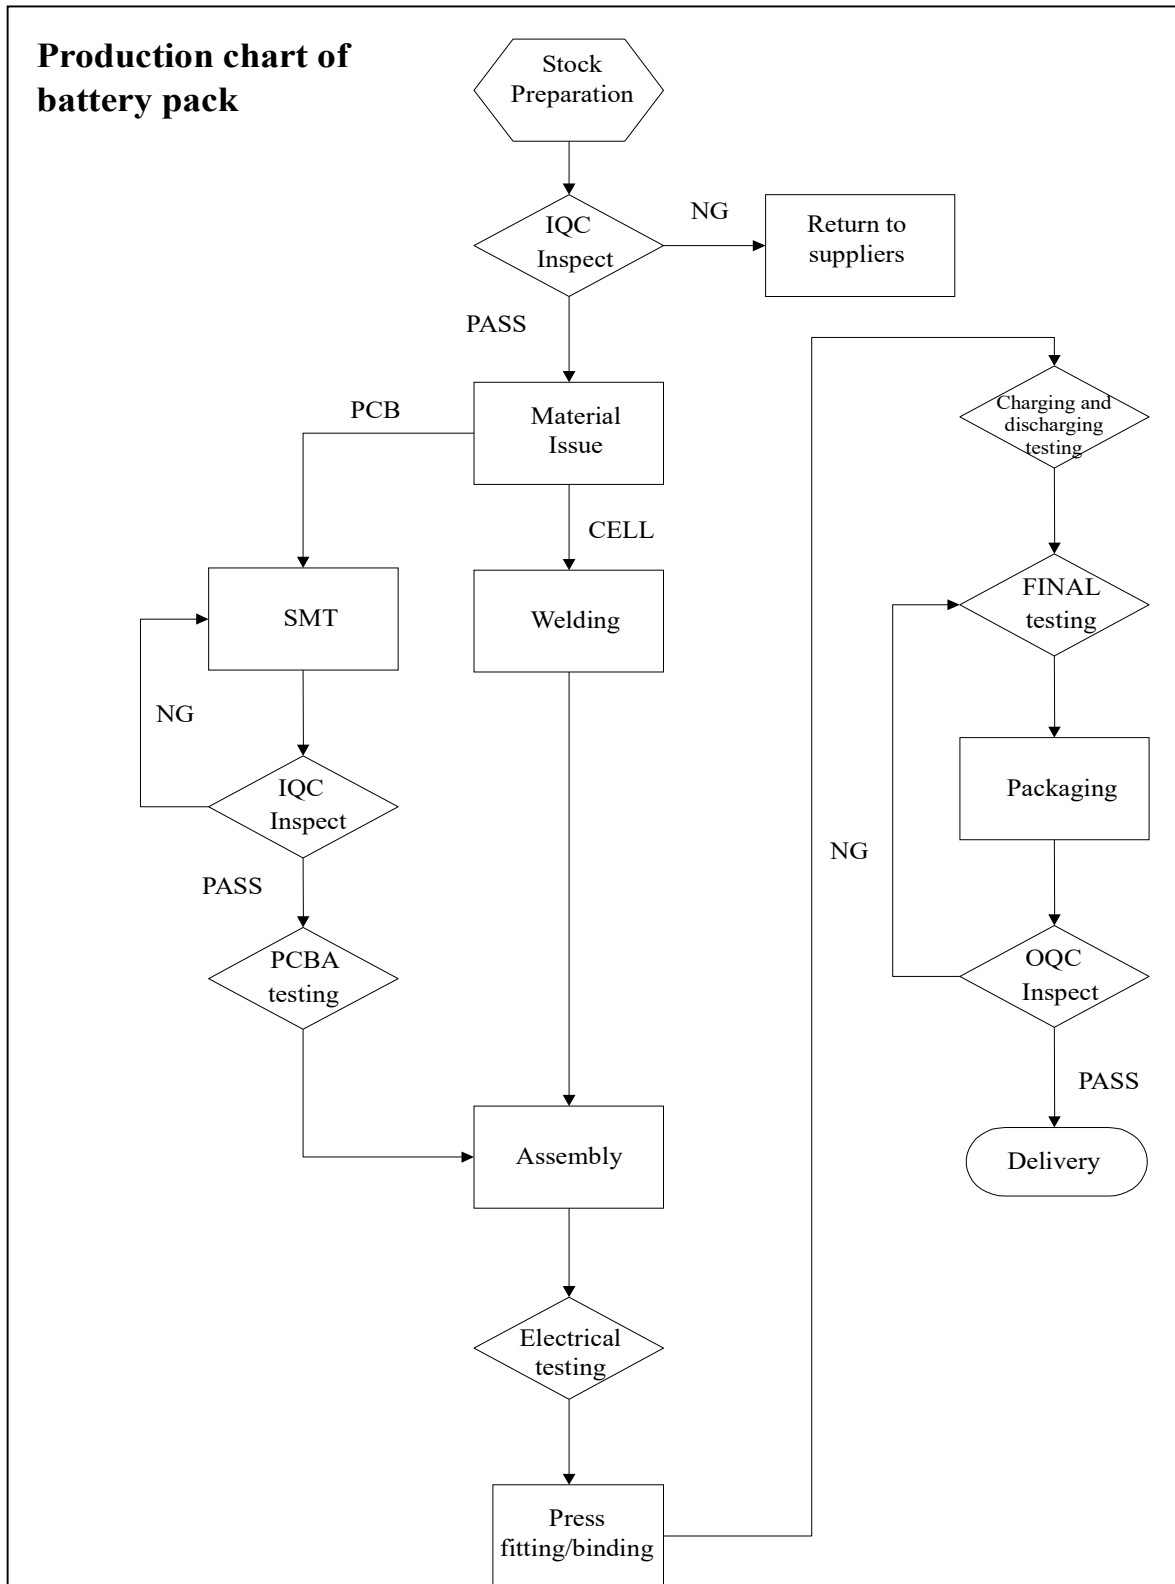 Production chart of
battery pack
Stock
Preparation
IQC
Inspect
NG
Return to
suppliers
PASS
Material
Issue
PCB
CELL
SMT
Welding
NG
IQC
Inspect
PASS
PCBA
testing
Assembly
Electrical
testing
Press
fitting/binding
Charging and
discharging
testing
FINAL
testing
Packaging
NG
OQC
Inspect
PASS
Delivery